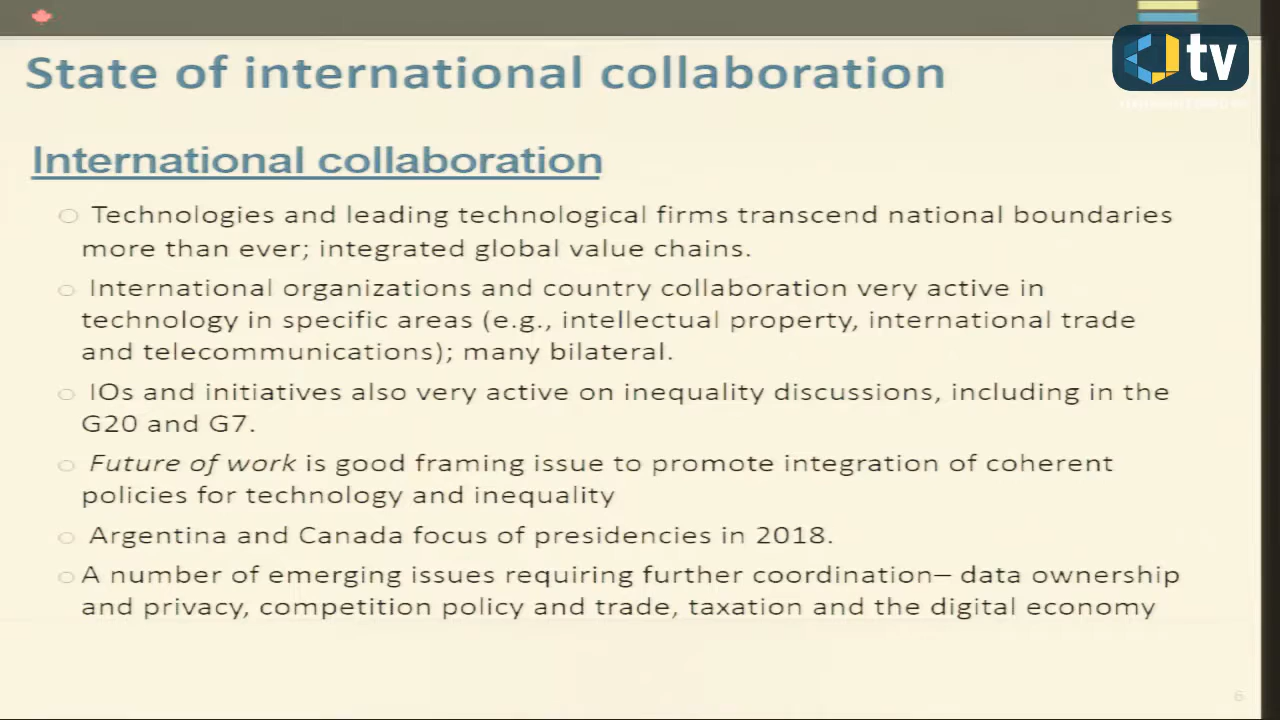 State of international collaboration
tv
International collaboration
Technologies and leading technological firms transcend national boundaries
more than ever; integrated global value chains.
International organizations and country collaboration very active in
technology in specific areas (e.g., intellectual property, international trade
and telecommunications); many bilateral.
IOs and initiatives also very active on inequality discussions, including in the
G20 and G7.
Future of work is good framing issue to promote integration of coherent
policies for technology and inequality
Argentina and Canada focus of presidencies in 2018.
A number of emerging issues requiring further coordination– data ownership
and privacy, competition policy and trade, taxation and the digital economy
6